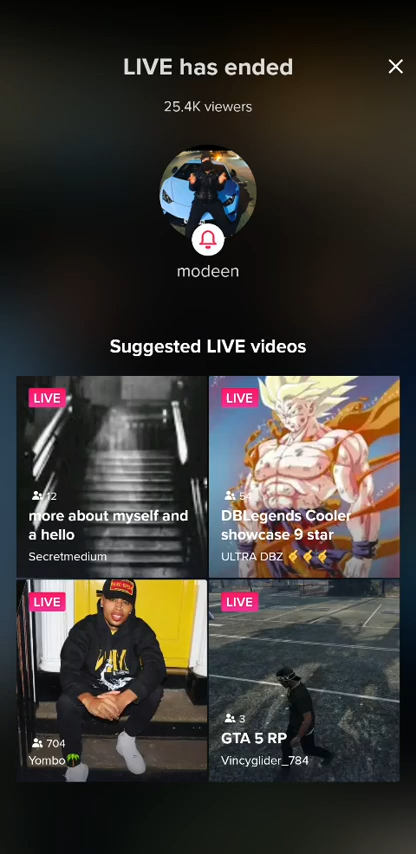 LIVE has ended
25.4K viewers
modeen
Suggested LIVE videos
LIVE
12
more about myself and
a hello
Secretmedium
LIVE
DBLegends Cooler
showcase 9 star
ULTRA DBZ
LIVE
704
Yombo🌴
LIVE
3
GTA 5 RP
Vincyglider_784